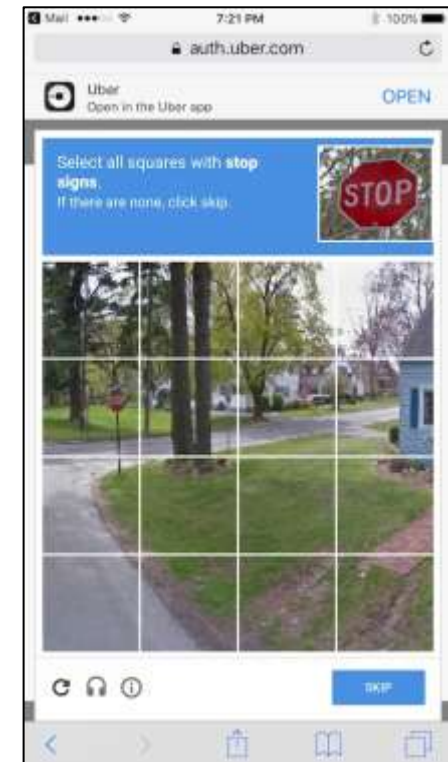 Mail 7:21 PM 100%
auth.uber.com
Uber
Open in the Uber app
OPEN
Select all squares with stop
signs.
If there are none, click skip.
STOP
SKIP